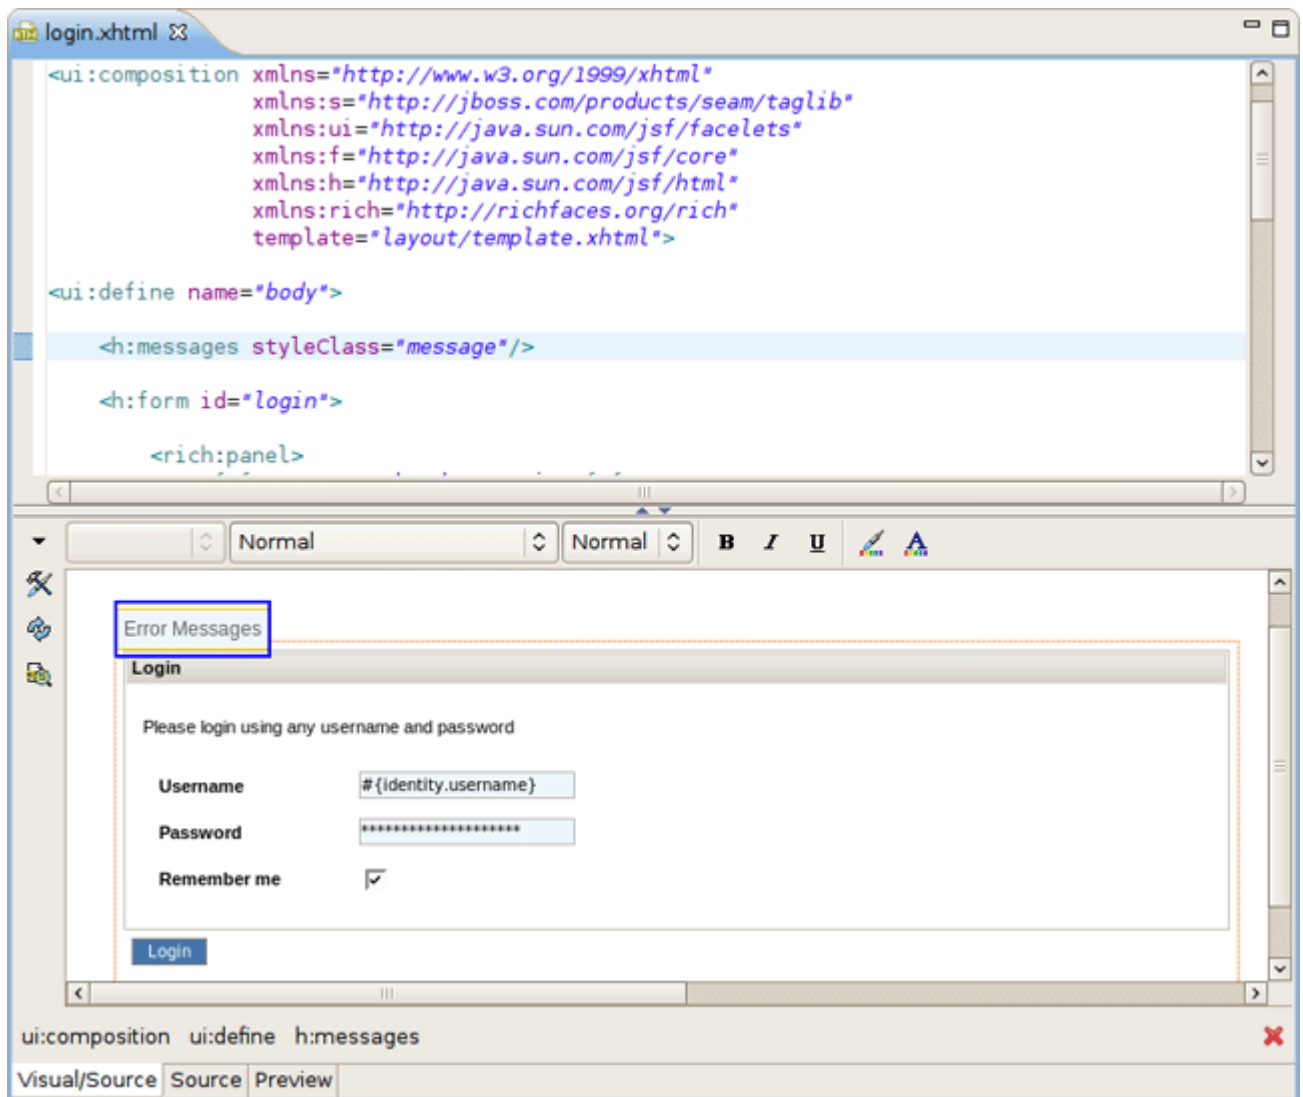 login.xhtml
<ui:composition xmlns="http://www.w3.org/1999/xhtml"
xmlns:s="http://jboss.com/products/seam/taglib"
xmlns:ui="http://java.sun.com/jsf/facelets"
xmlns:f="http://java.sun.com/jsf/core"
xmlns:h="http://java.sun.com/jsf/html"
xmlns:rich="http://richfaces.org/rich"
template="layout/template.xhtml">
<ui:define name="body">
<h:messages styleClass="message"/>
<h:form id="login">
<rich:panel>
Normal Normal B I U A
Error Messages
Login
Please login using any username and password
Username #{identity.username}
Password ********************
Remember me
Login
ui:composition ui:define h:messages
Visual/Source Source Preview